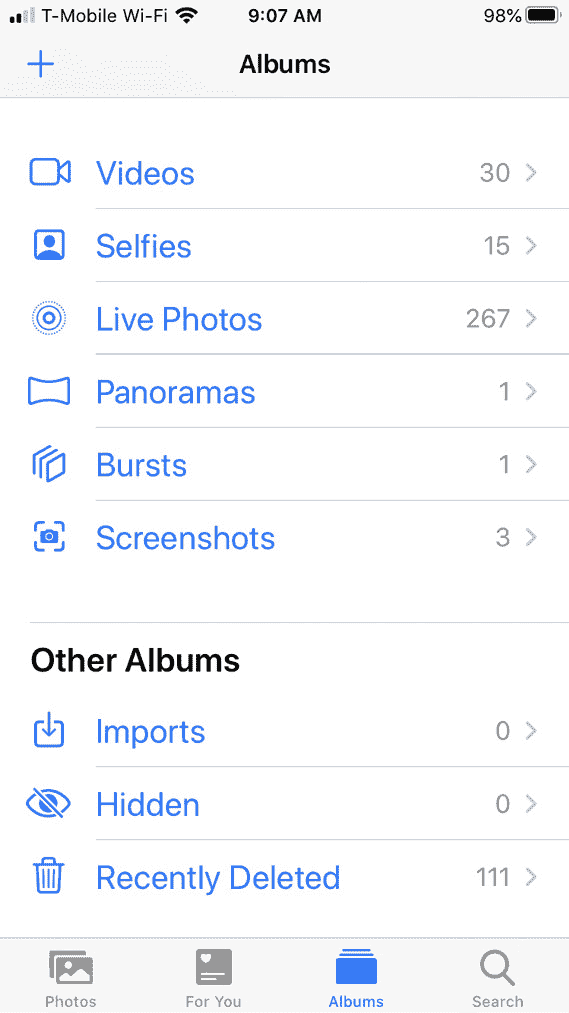 T-Mobile Wi-Fi 9:07 AM 98%
Albums
Videos 30
Selfies 15
Live Photos 267
Panoramas 1
Bursts 1
Screenshots 3
Other Albums
Imports 0
Hidden 0
Recently Deleted 111
Photos For You Albums Search